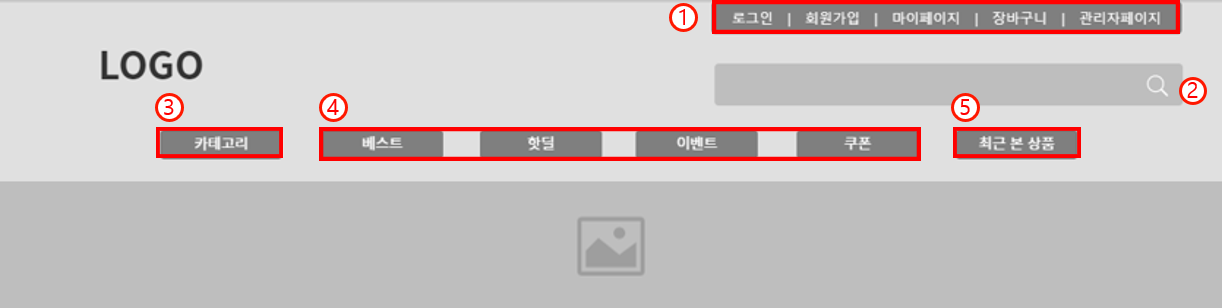 ① 로그인 | 회원가입 | 마이페이지 | 장바구니 | 관리자페이지
LOGO
②
③ ④ ⑤
카테고리 베스트 핫딜 이벤트 쿠폰 최근 본 상품